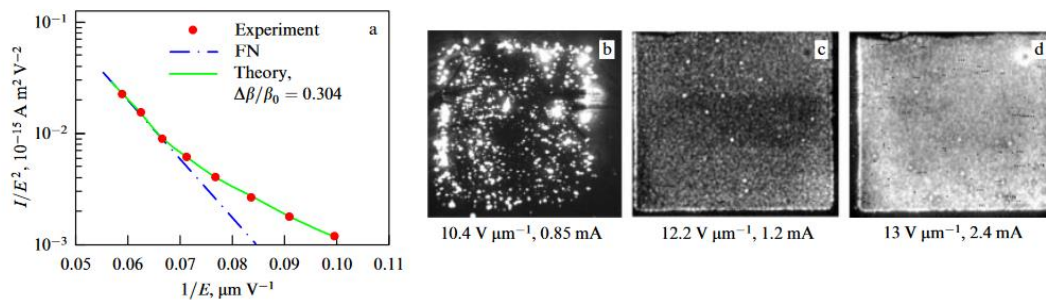 10⁻¹
10⁻²
10⁻³
I/E², 10⁻¹⁵ A m² V⁻²
Experiment
FN
Theory,
Δβ/β₀ = 0.304
a
0.05 0.06 0.07 0.08 0.09 0.10 0.11
1/E, μm V⁻¹
b
10.4 V μm⁻¹, 0.85 mA
c
12.2 V μm⁻¹, 1.2 mA
d
13 V μm⁻¹, 2.4 mA